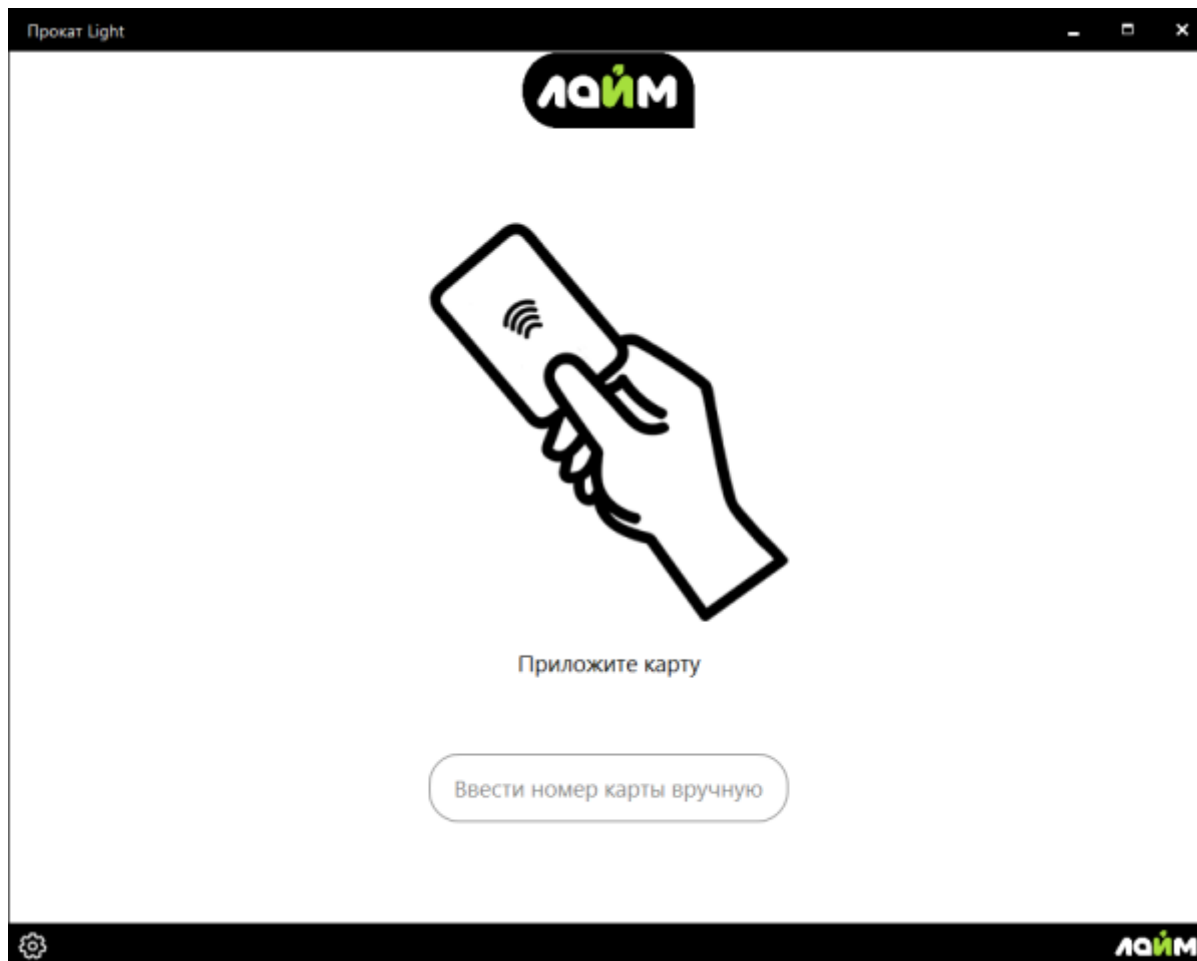 Прокат Light
лайм
Приложите карту
Ввести номер карты вручную
лайм